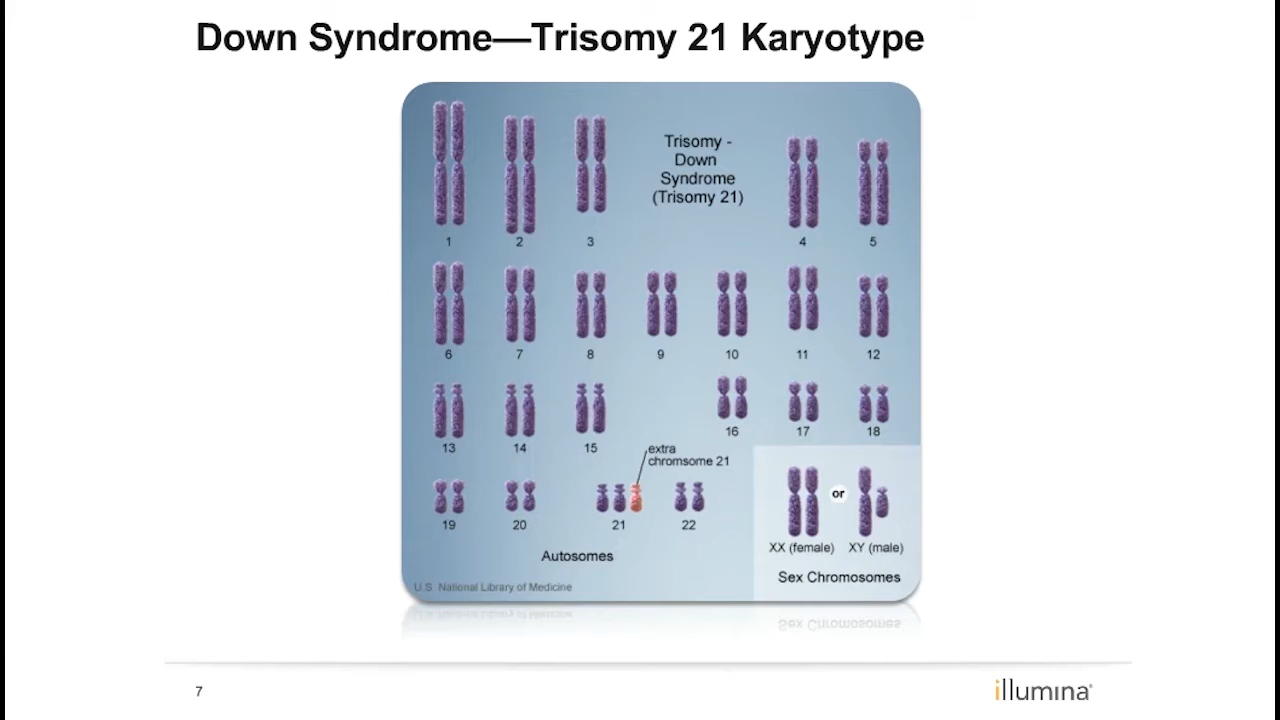 Down Syndrome—Trisomy 21 Karyotype
Trisomy -
Down
Syndrome
(Trisomy 21)
1 2 3 4 5
6 7 8 9 10 11 12
13 14 15 16 17 18
extra
chromsome 21
19 20 21 22
or
XX (female) XY (male)
Autosomes
Sex Chromosomes
U.S. National Library of Medicine
7
illumina®